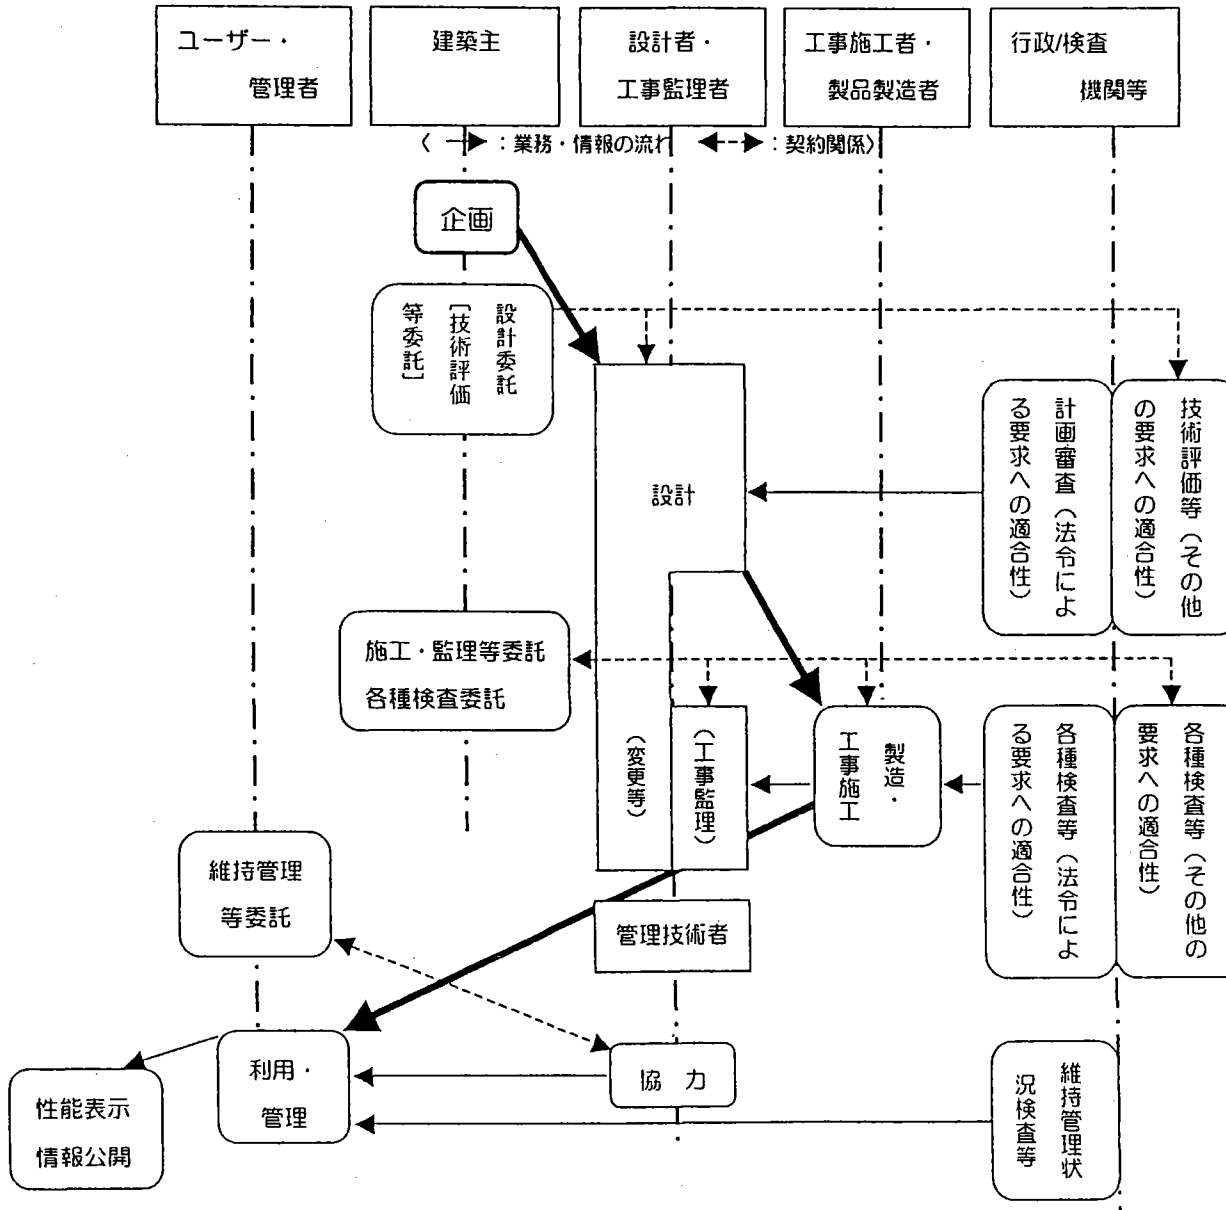 ユーザー・
管理者
建築主
設計者・
工事監理者
工事施工者・
製品製造者
行政/検査
機関等
〈 ：業務・情報の流れ ：契約関係〉
企画
設計委託
［技術評価
等委託］
設計
計画審査（法令によ
る要求への適合性）
技術評価等（その他
の要求への適合性）
施工・監理等委託
各種検査委託
（変更等）
（工事監理）
製造・
工事施工
各種検査等（法令によ
る要求への適合性）
各種検査等（その他の
要求への適合性）
維持管理
等委託
管理技術者
利用・
管理
協 力
維持管理状
況検査等
性能表示
情報公開